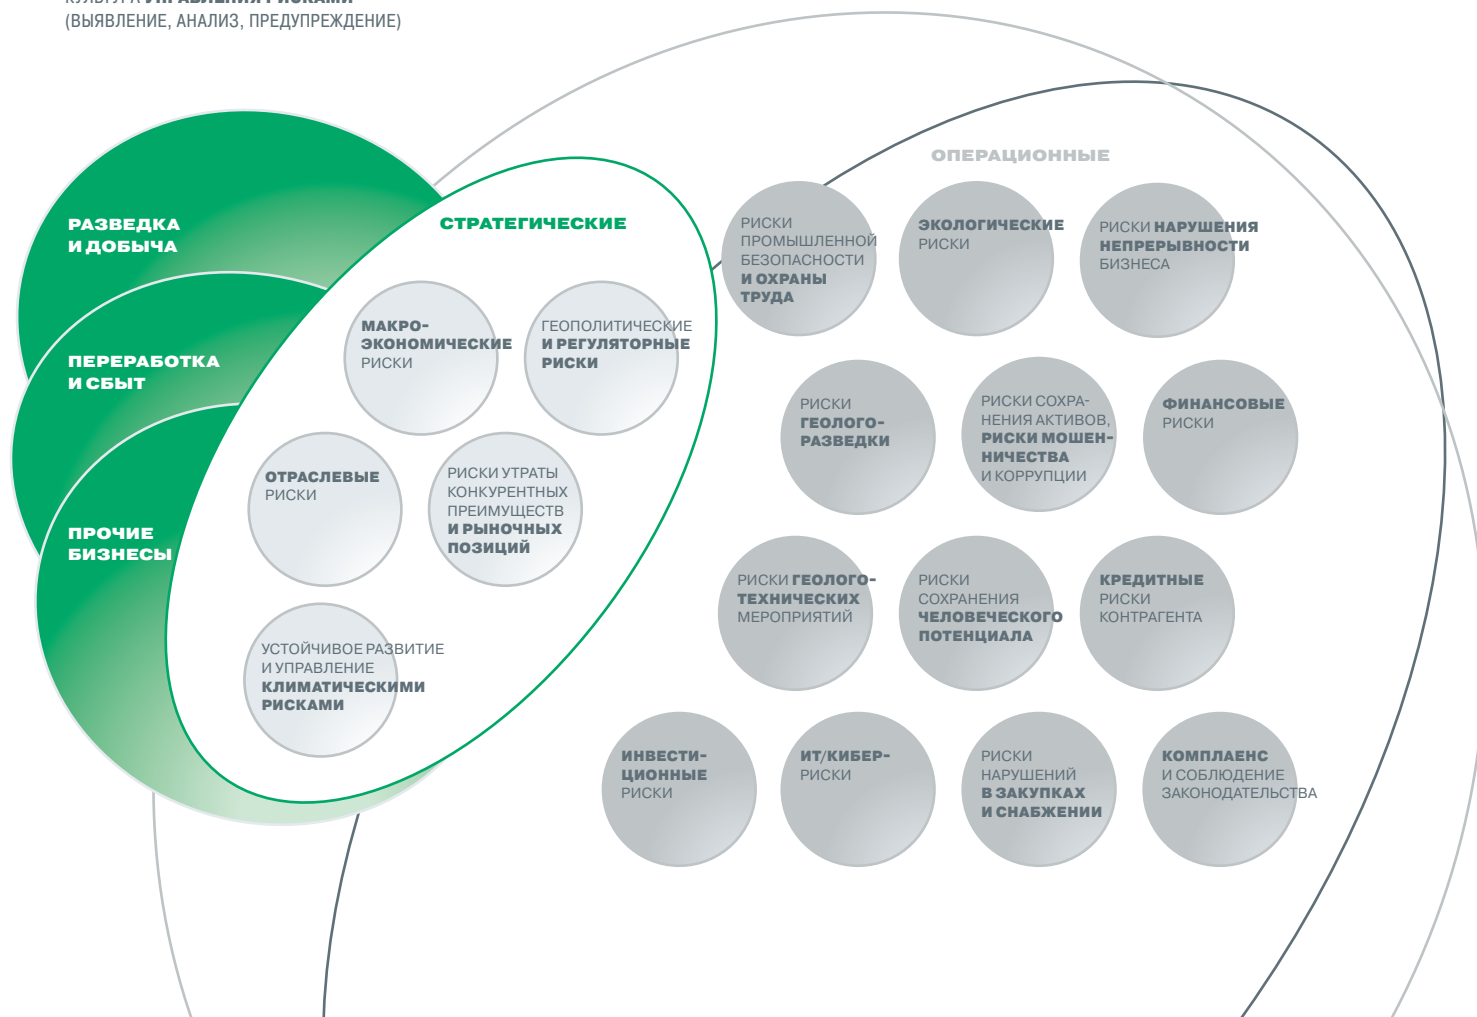 КУЛЬТУРА УПРАВЛЕНИЯ РИСКАМИ
(ВЫЯВЛЕНИЕ, АНАЛИЗ, ПРЕДУПРЕЖДЕНИЕ)
РАЗВЕДКА
И ДОБЫЧА
ПЕРЕРАБОТКА
И СБЫТ
ПРОЧИЕ
БИЗНЕСЫ
СТРАТЕГИЧЕСКИЕ
МАКРО-
ЭКОНОМИЧЕСКИЕ
РИСКИ
ГЕОПОЛИТИЧЕСКИЕ
И РЕГУЛЯТОРНЫЕ
РИСКИ
ОТРАСЛЕВЫЕ
РИСКИ
РИСКИ УТРАТЫ
КОНКУРЕНТНЫХ
ПРЕИМУЩЕСТВ
И РЫНОЧНЫХ
ПОЗИЦИЙ
УСТОЙЧИВОЕ РАЗВИТИЕ
И УПРАВЛЕНИЕ
КЛИМАТИЧЕСКИМИ
РИСКАМИ
ОПЕРАЦИОННЫЕ
РИСКИ
ПРОМЫШЛЕННОЙ
БЕЗОПАСНОСТИ
И ОХРАНЫ
ТРУДА
ЭКОЛОГИЧЕСКИЕ
РИСКИ
РИСКИ НАРУШЕНИЯ
НЕПРЕРЫВНОСТИ
БИЗНЕСА
РИСКИ
ГЕОЛОГО-
РАЗВЕДКИ
РИСКИ СОХРА-
НЕНИЯ АКТИВОВ,
РИСКИ МОШЕН-
НИЧЕСТВА
И КОРРУПЦИИ
ФИНАНСОВЫЕ
РИСКИ
РИСКИ ГЕОЛОГО-
ТЕХНИЧЕСКИХ
МЕРОПРИЯТИЙ
РИСКИ
СОХРАНЕНИЯ
ЧЕЛОВЕЧЕСКОГО
ПОТЕНЦИАЛА
КРЕДИТНЫЕ
РИСКИ
КОНТРАГЕНТА
ИНВЕСТИ-
ЦИОННЫЕ
РИСКИ
ИТ/КИБЕР-
РИСКИ
РИСКИ
НАРУШЕНИЙ
В ЗАКУПКАХ
И СНАБЖЕНИИ
КОМПЛАЕНС
И СОБЛЮДЕНИЕ
ЗАКОНОДАТЕЛЬСТВА